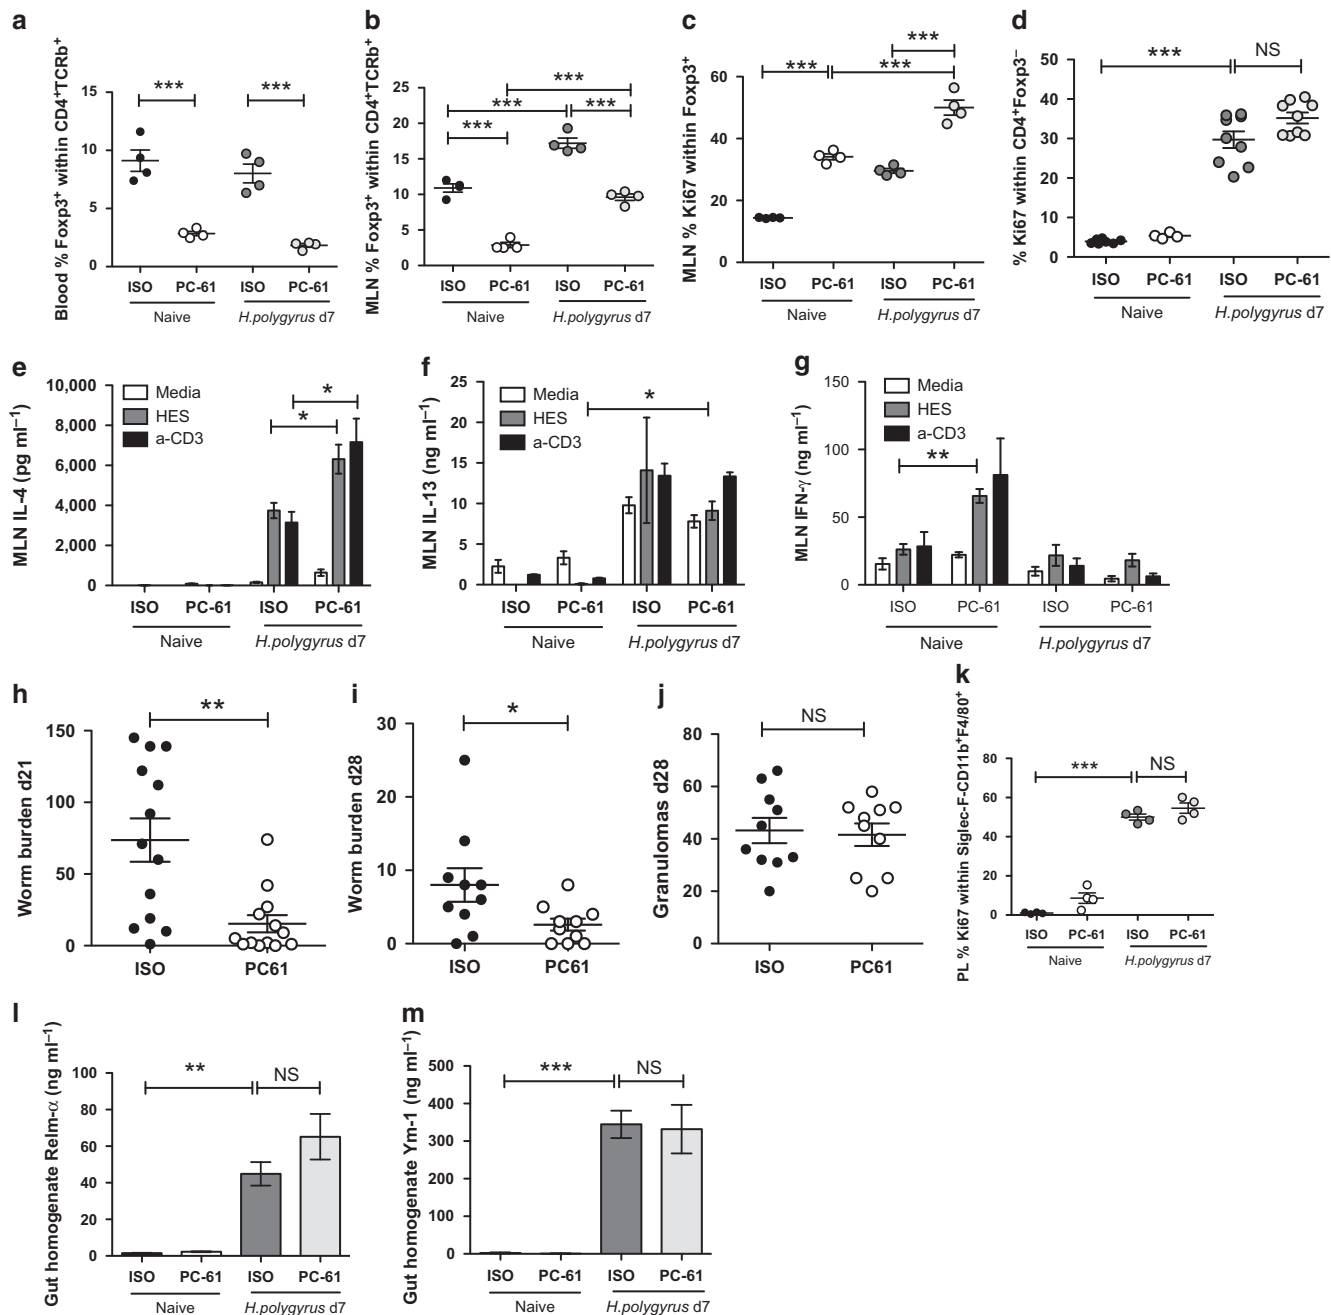 a
Blood % Foxp3⁺ within CD4⁺TCRb⁺
15
10
5
0
***
***
ISO PC-61 ISO PC-61
Naive H.polygyrus d7
b
MLN % Foxp3⁺ within CD4⁺TCRb⁺
25
20
15
10
5
0
***
***
***
***
ISO PC-61 ISO PC-61
Naive H.polygyrus d7
c
MLN % Ki67 within Foxp3⁺
60
40
20
0
***
***
***
ISO PC-61 ISO PC-61
Naive H.polygyrus d7
d
% Ki67 within CD4⁺Foxp3⁻
50
40
30
20
10
0
*** NS
ISO PC-61 ISO PC-61
Naive H.polygyrus d7
e
MLN IL-4 (pg ml⁻¹)
10,000
8,000
6,000
4,000
2,000
0
Media
HES
a-CD3
*
*
ISO PC-61 ISO PC-61
Naive H.polygyrus d7
f
MLN IL-13 (ng ml⁻¹)
25
20
15
10
5
0
Media
HES
a-CD3
*
ISO PC-61 ISO PC-61
Naive H.polygyrus d7
g
MLN IFN-γ (ng ml⁻¹)
150
100
50
0
Media
HES
a-CD3
**
ISO PC-61 ISO PC-61
Naive H.polygyrus d7
h
Worm burden d21
150
100
50
0
**
ISO PC61
i
Worm burden d28
30
20
10
0
*
ISO PC61
j
Granulomas d28
80
60
40
20
0
NS
ISO PC61
k
PL % Ki67 within Siglec-F-CD11b⁺F4/80⁺
80
60
40
20
0
*** NS
ISO PC-61 ISO PC-61
Naive H.polygyrus d7
l
Gut homogenate Relm-α (ng ml⁻¹)
100
80
60
40
20
0
** NS
ISO PC-61 ISO PC-61
Naive H.polygyrus d7
m
Gut homogenate Ym-1 (ng ml⁻¹)
500
400
300
200
100
0
*** NS
ISO PC-61 ISO PC-61
Naive H.polygyrus d7